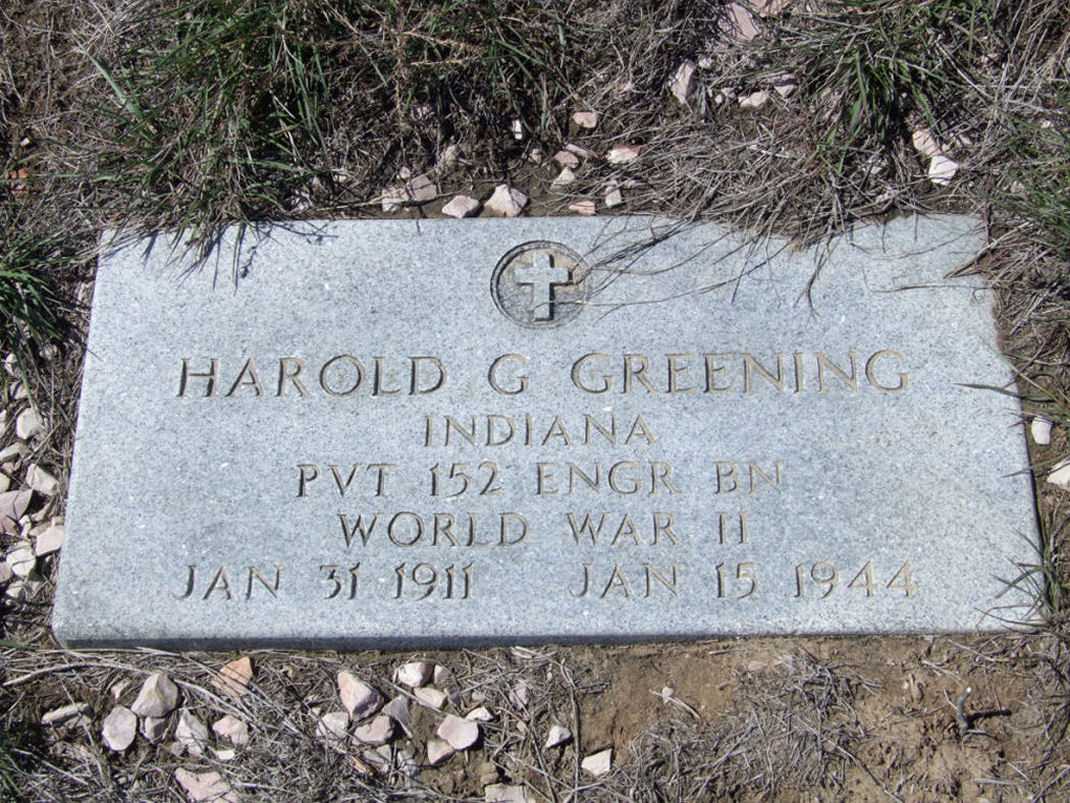 HAROLD G GREENING
INDIANA
PVT 152 ENGR BN
WORLD WAR II
JAN 31 1911 JAN 15 1944